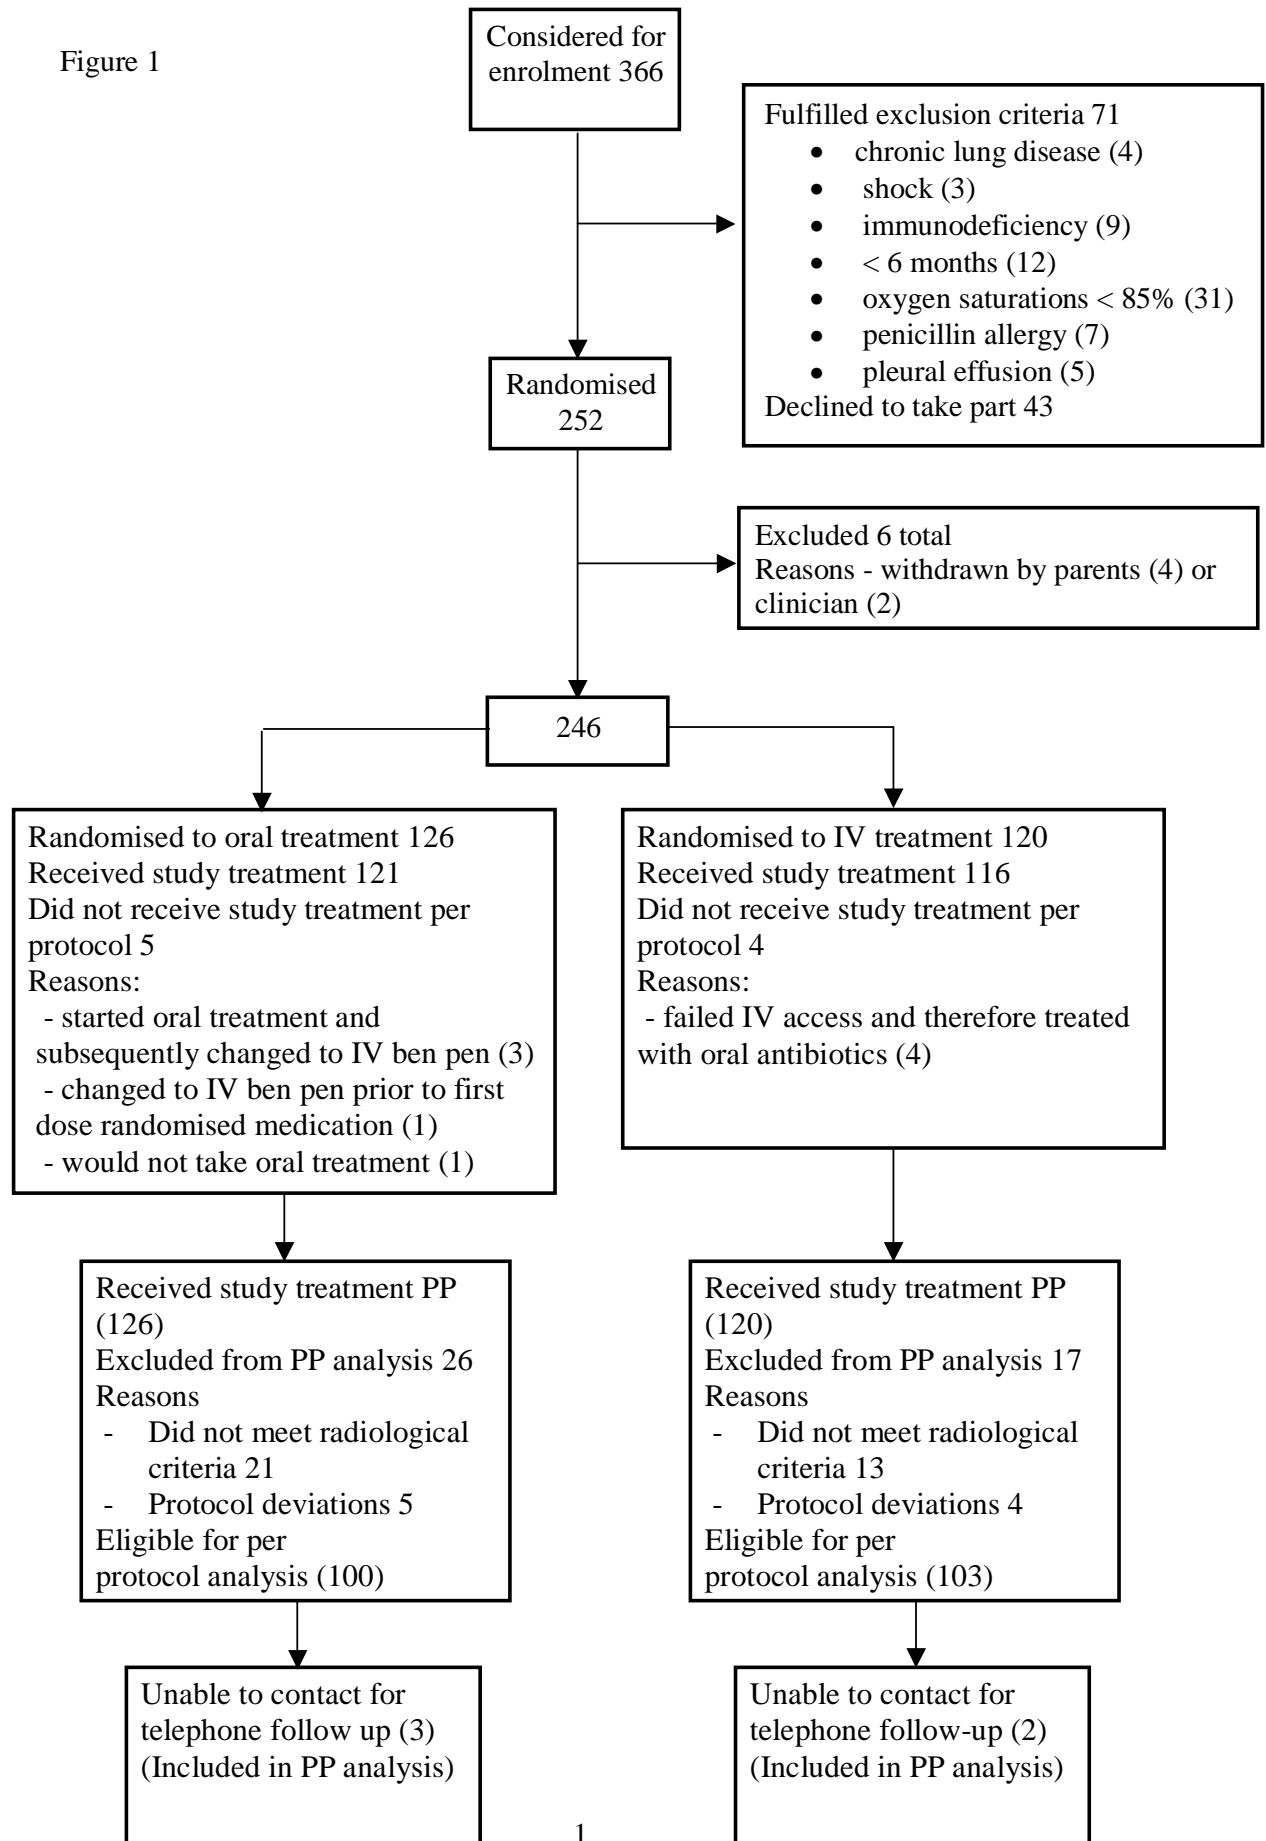 Figure 1
Considered for
enrolment 366
Fulfilled exclusion criteria 71
• chronic lung disease (4)
• shock (3)
• immunodeficiency (9)
• < 6 months (12)
• oxygen saturations < 85% (31)
• penicillin allergy (7)
• pleural effusion (5)
Declined to take part 43
Randomised
252
Excluded 6 total
Reasons - withdrawn by parents (4) or
clinician (2)
246
Randomised to oral treatment 126
Received study treatment 121
Did not receive study treatment per
protocol 5
Reasons:
- started oral treatment and
subsequently changed to IV ben pen (3)
- changed to IV ben pen prior to first
dose randomised medication (1)
- would not take oral treatment (1)
Randomised to IV treatment 120
Received study treatment 116
Did not receive study treatment per
protocol 4
Reasons:
- failed IV access and therefore treated
with oral antibiotics (4)
Received study treatment PP
(126)
Excluded from PP analysis 26
Reasons
- Did not meet radiological
criteria 21
- Protocol deviations 5
Eligible for per
protocol analysis (100)
Received study treatment PP
(120)
Excluded from PP analysis 17
Reasons
- Did not meet radiological
criteria 13
- Protocol deviations 4
Eligible for per
protocol analysis (103)
Unable to contact for
telephone follow up (3)
(Included in PP analysis)
Unable to contact for
telephone follow-up (2)
(Included in PP analysis)
1